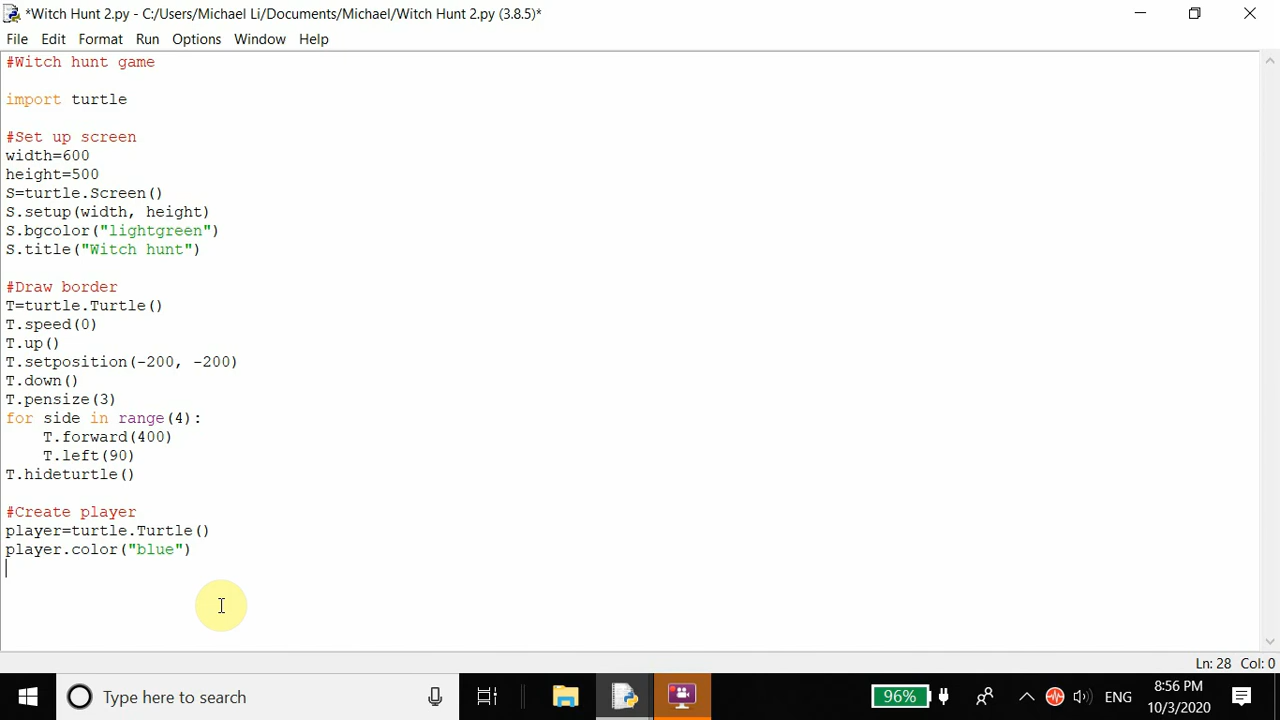 *Witch Hunt 2.py - C:/Users/Michael Li/Documents/Michael/Witch Hunt 2.py (3.8.5)*
File Edit Format Run Options Window Help
#Witch hunt game
import turtle
#Set up screen
width=600
height=500
S=turtle.Screen()
S.setup(width, height)
S.bgcolor("lightgreen")
S.title("Witch hunt")
#Draw border
T=turtle.Turtle()
T.speed(0)
T.up()
T.setposition(-200, -200)
T.down()
T.pensize(3)
for side in range(4):
    T.forward(400)
    T.left(90)
T.hideturtle()
#Create player
player=turtle.Turtle()
player.color("blue")
Ln: 28 Col: 0
Type here to search
96%
ENG
8:56 PM
10/3/2020